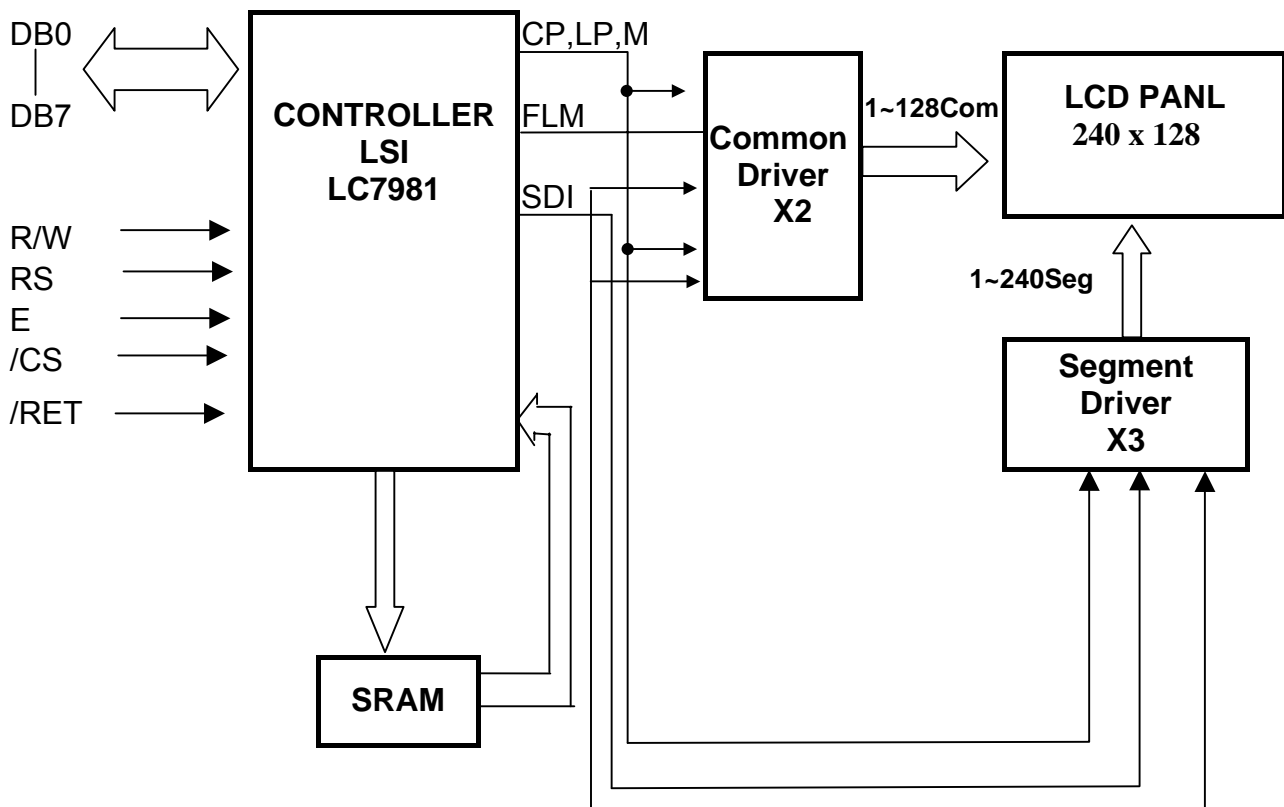 DB0
DB7
R/W
RS
E
/CS
/RET
CONTROLLER
LSI
LC7981
CP,LP,M
FLM
SDI
Common
Driver
X2
1~128Com
LCD PANL
240 x 128
1~240Seg
Segment
Driver
X3
SRAM